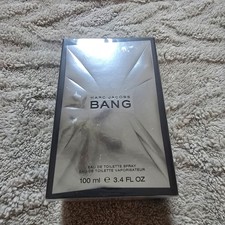 MARC JACOBS
BANG
EAU DE TOILETTE SPRAY
EAU DE TOILETTE VAPORISATEUR
100 ml ℮ 3.4 FL OZ